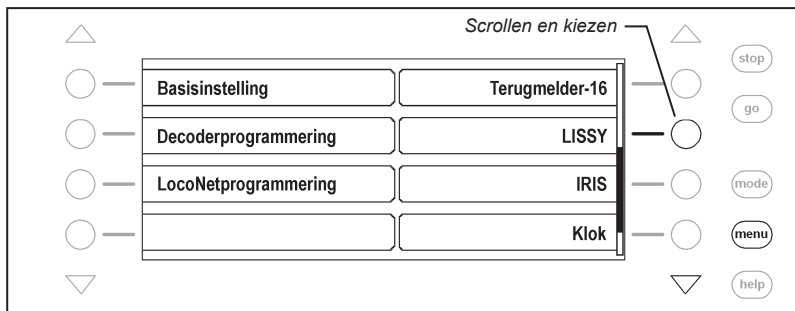 Scrollen en kiezen
stop
Basisinstelling Terugmelder-16
go
Decoderprogrammering LISSY
LocoNetprogrammering IRIS
mode
Klok
menu
help